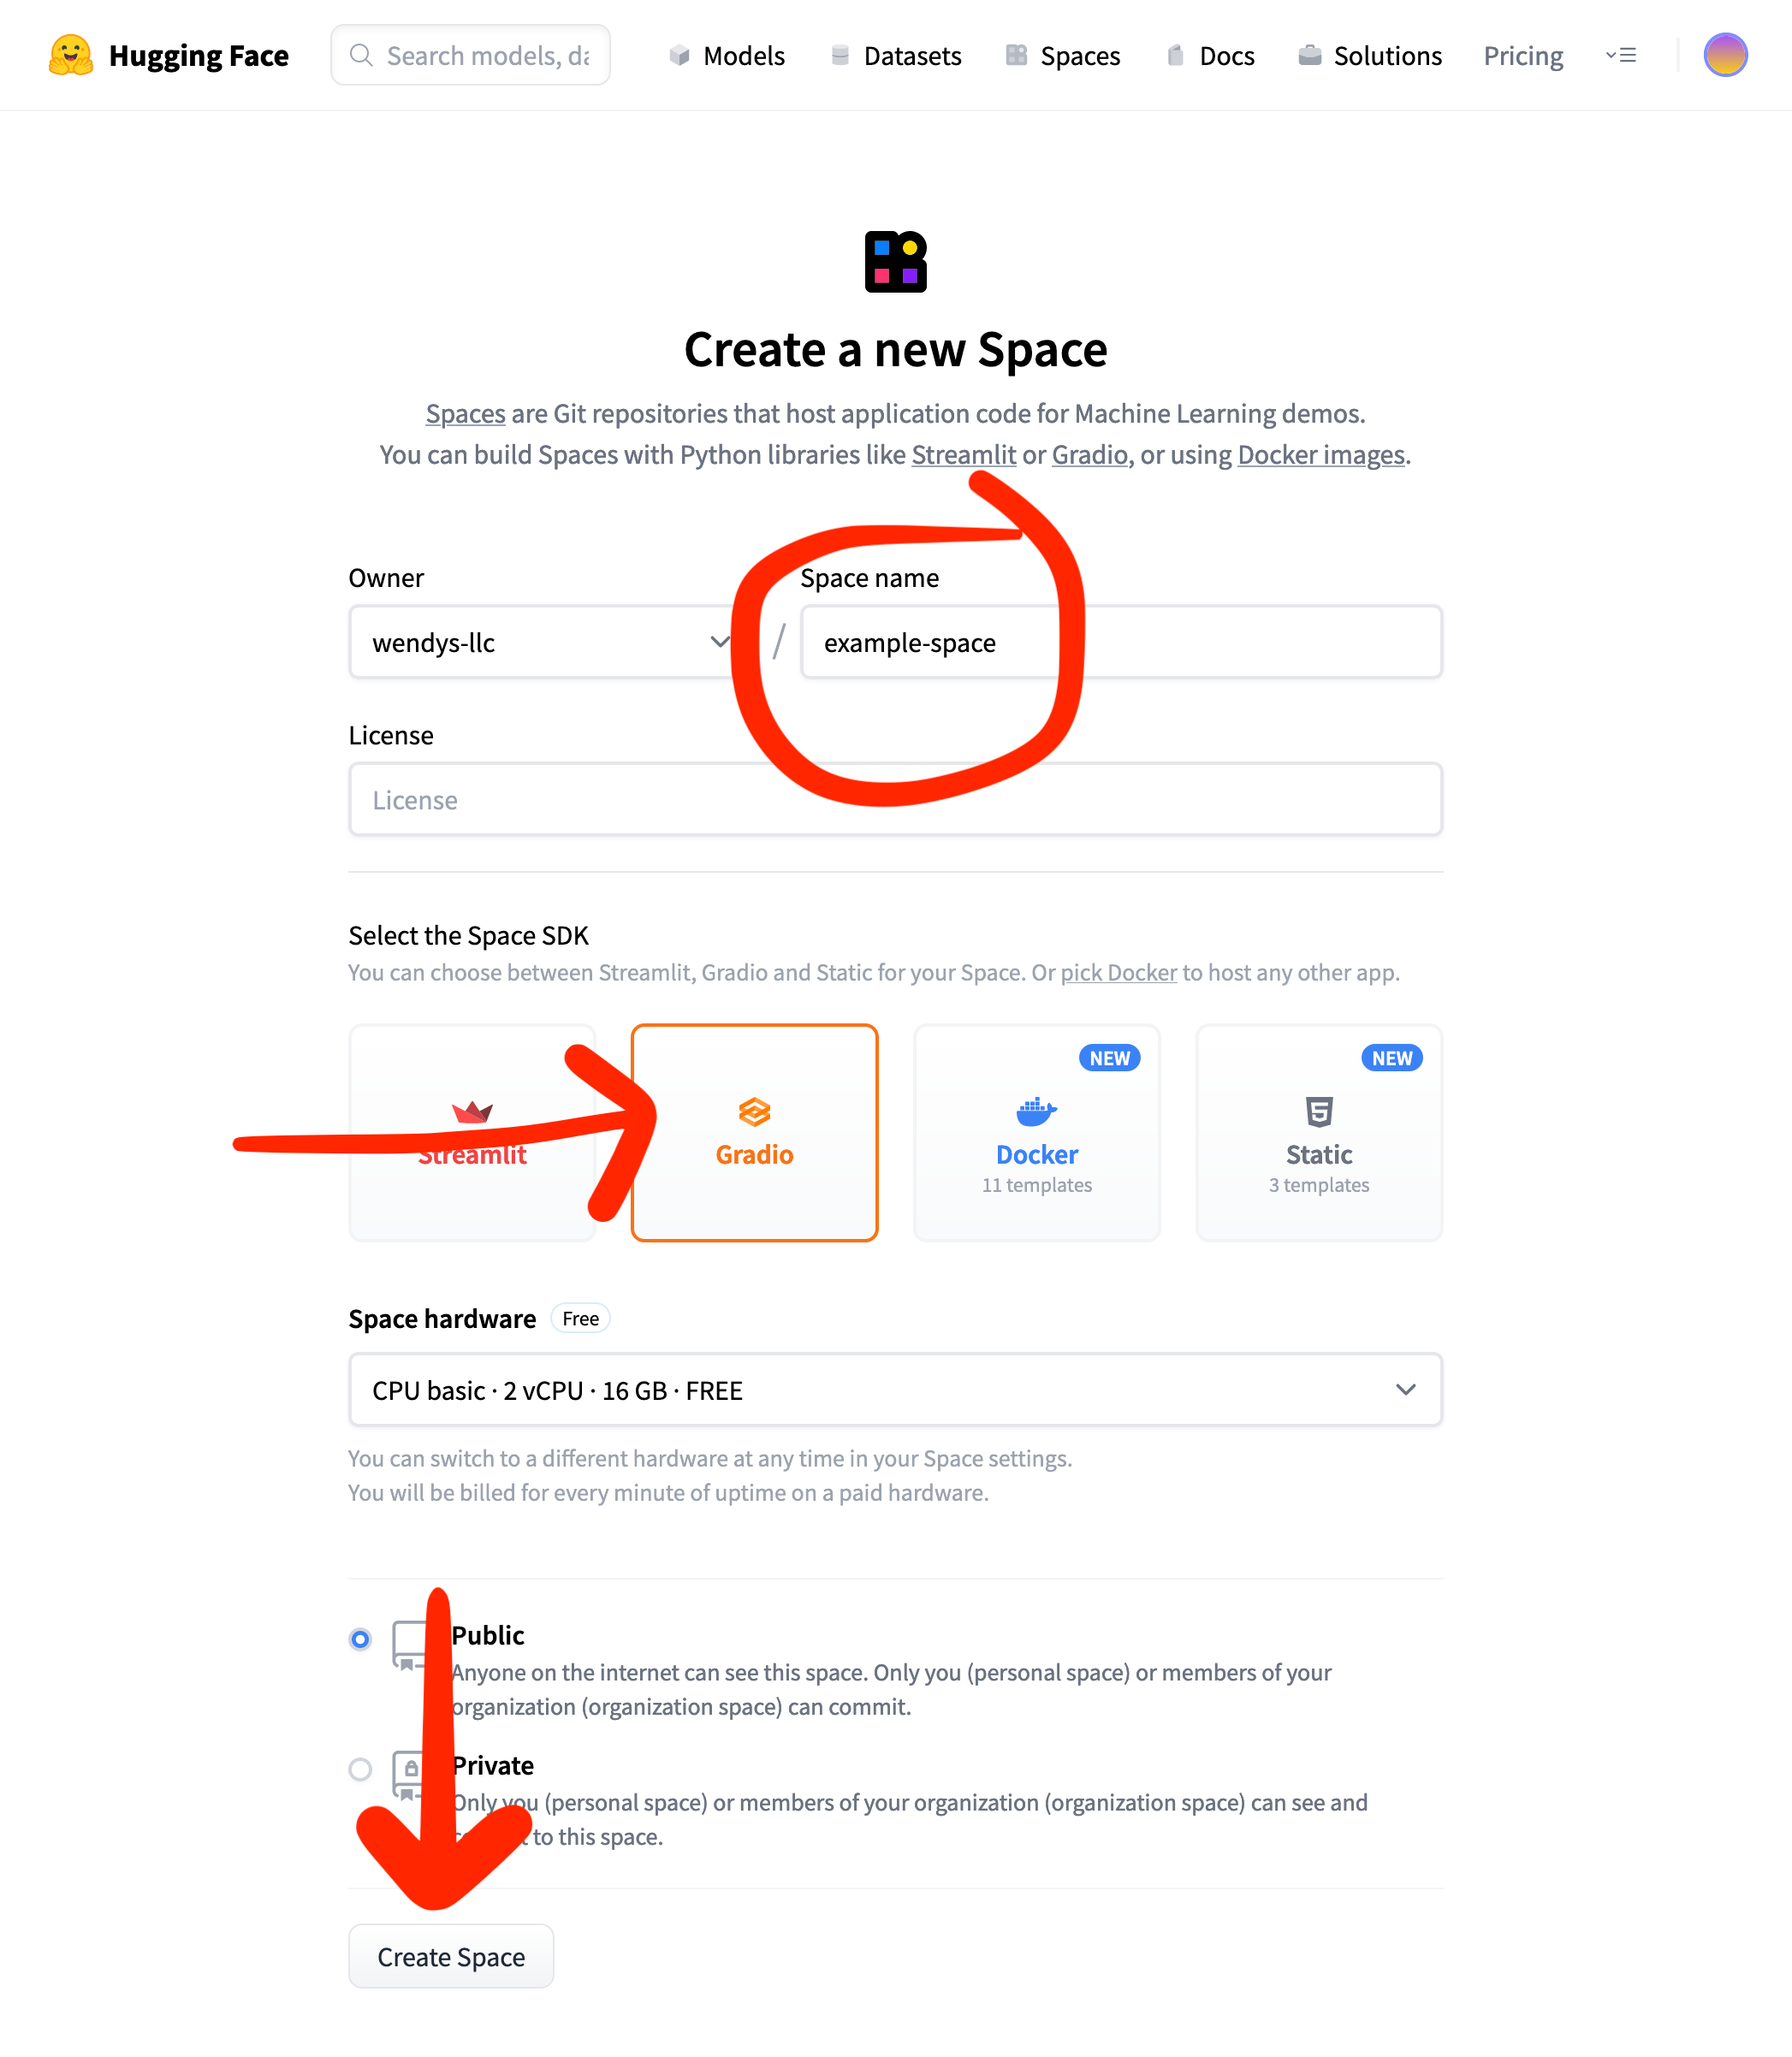 Hugging Face
Search models, da
Models
Datasets
Spaces
Docs
Solutions
Pricing
Create a new Space
Spaces are Git repositories that host application code for Machine Learning demos.
You can build Spaces with Python libraries like Streamlit or Gradio, or using Docker images.
Owner
Space name
wendys-llc
/
example-space
License
License
Select the Space SDK
You can choose between Streamlit, Gradio and Static for your Space. Or pick Docker to host any other app.
Streamlit
Gradio
NEW
Docker
11 templates
NEW
Static
3 templates
Space hardware Free
CPU basic · 2 vCPU · 16 GB · FREE
You can switch to a different hardware at any time in your Space settings.
You will be billed for every minute of uptime on a paid hardware.
Public
Anyone on the internet can see this space. Only you (personal space) or members of your
organization (organization space) can commit.
Private
Only you (personal space) or members of your organization (organization space) can see and
to this space.
Create Space